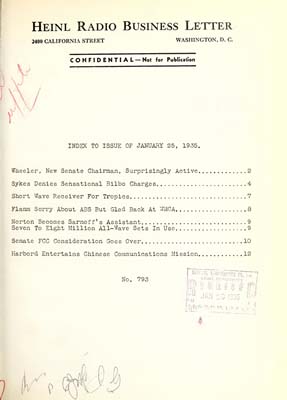 HEINL RADIO BUSINESS LETTER
2400 CALIFORNIA STREET WASHINGTON, D. C.
CONFIDENTIAL—Not for Publication
INDEX TO ISSUE OF JANUARY 25, 1935.
Wheeler, New Senate Chairman, Surprisingly Active.............2
Sykes Denies Sensational Bilbo Charges........................4
Short Wave Receiver For Tropics...............................7
Flamm Sorry About ABS But Glad Back At WMCA...................8
Norton Becomes Sarnoff's Assistant............................9
Seven To Eight Million All-Wave Sets In Use...................9
Senate FCC Consideration Goes Over............................10
Harbord Entertains Chinese Communications Mission.............12
No. 793